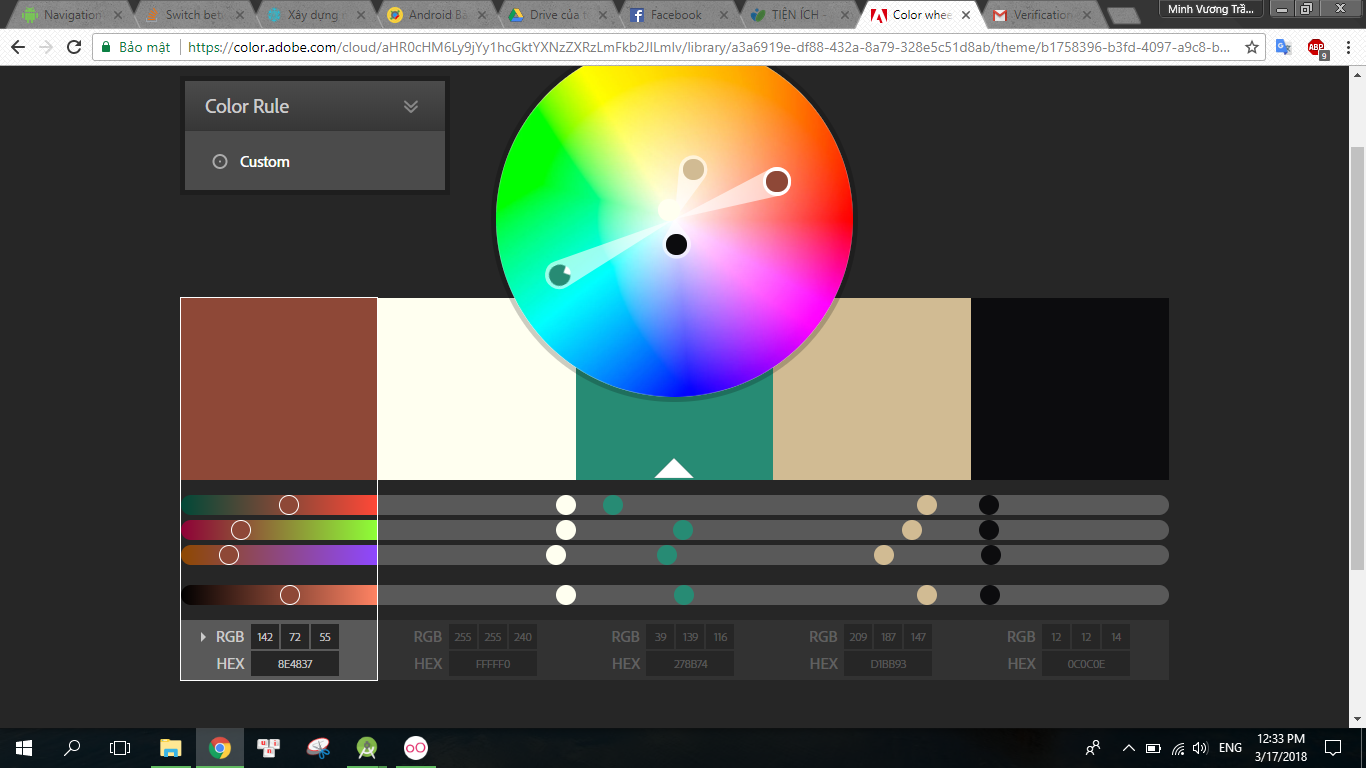 Navigation
Switch bet
Xây dựng
Android B
Drive của t
Facebook
TIỆN ÍCH -
Color whee
Verification
Minh Vương Trầ...
Bảo mật
https://color.adobe.com/cloud/aHR0cHM6Ly9jYy1hcGktYXNzZXRzLmFkb2JlLmlv/library/a3a6919e-df88-432a-8a79-328e5c51d8ab/theme/b1758396-b3fd-4097-a9c8-b...
ABP
9
Color Rule
Custom
RGB 142 72 55
HEX 8E4837
RGB 255 255 240
HEX FFFFF0
RGB 39 139 116
HEX 278B74
RGB 209 187 147
HEX D1BB93
RGB 12 12 14
HEX 0C0C0E
ENG
12:33 PM
3/17/2018